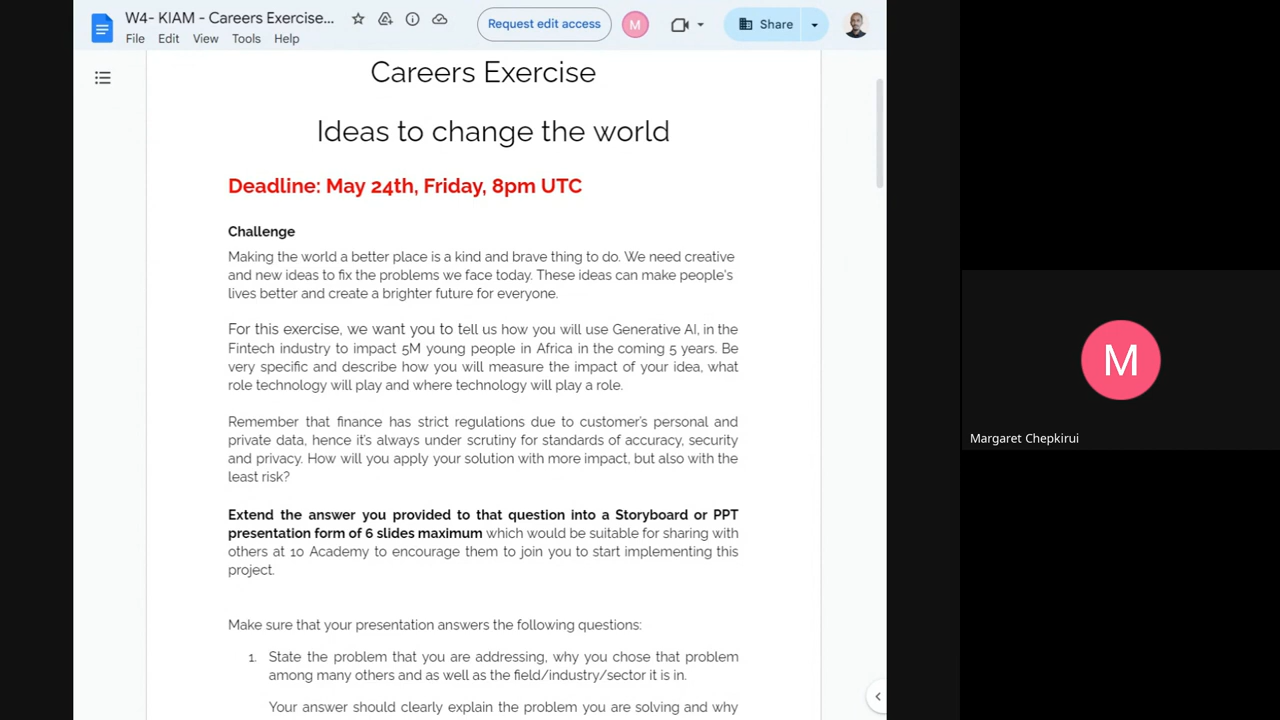 W4- KIAM - Careers Exercise...
Request edit access
M
Share
File Edit View Tools Help
Careers Exercise
Ideas to change the world
Deadline: May 24th, Friday, 8pm UTC
Challenge
Making the world a better place is a kind and brave thing to do. We need creative
and new ideas to fix the problems we face today. These ideas can make people's
lives better and create a brighter future for everyone.
For this exercise, we want you to tell us how you will use Generative AI, in the
Fintech industry to impact 5M young people in Africa in the coming 5 years. Be
very specific and describe how you will measure the impact of your idea, what
role technology will play and where technology will play a role.
Remember that finance has strict regulations due to customer's personal and
private data, hence it's always under scrutiny for standards of accuracy, security
and privacy. How will you apply your solution with more impact, but also with the
least risk?
Extend the answer you provided to that question into a Storyboard or PPT
presentation form of 6 slides maximum which would be suitable for sharing with
others at 10 Academy to encourage them to join you to start implementing this
project.
Make sure that your presentation answers the following questions:
1. State the problem that you are addressing, why you chose that problem
among many others and as well as the field/industry/sector it is in.
Your answer should clearly explain the problem you are solving and why
M
Margaret Chepkirui